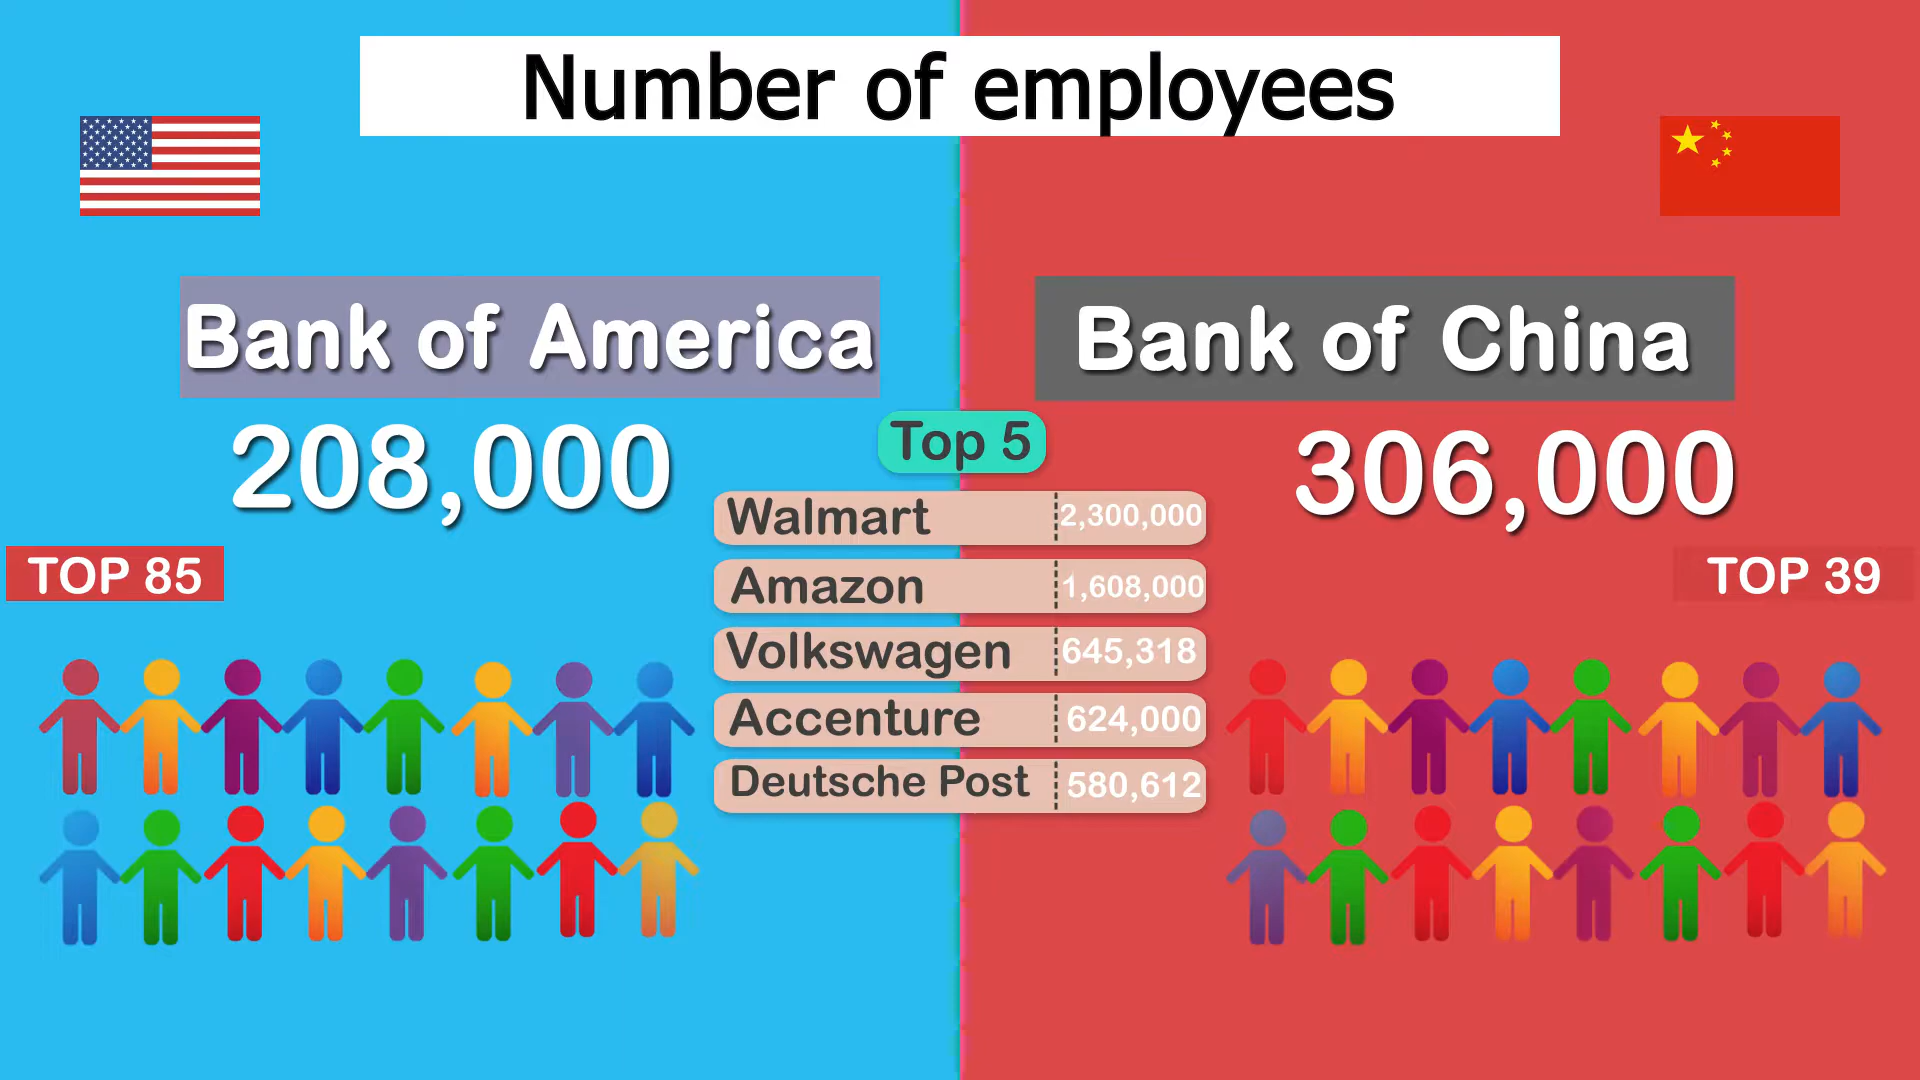 Number of employees
Bank of America
Bank of China
208,000
306,000
Top 5
Walmart 2,300,000
Amazon 1,608,000
Volkswagen 645,318
Accenture 624,000
Deutsche Post 580,612
TOP 85
TOP 39